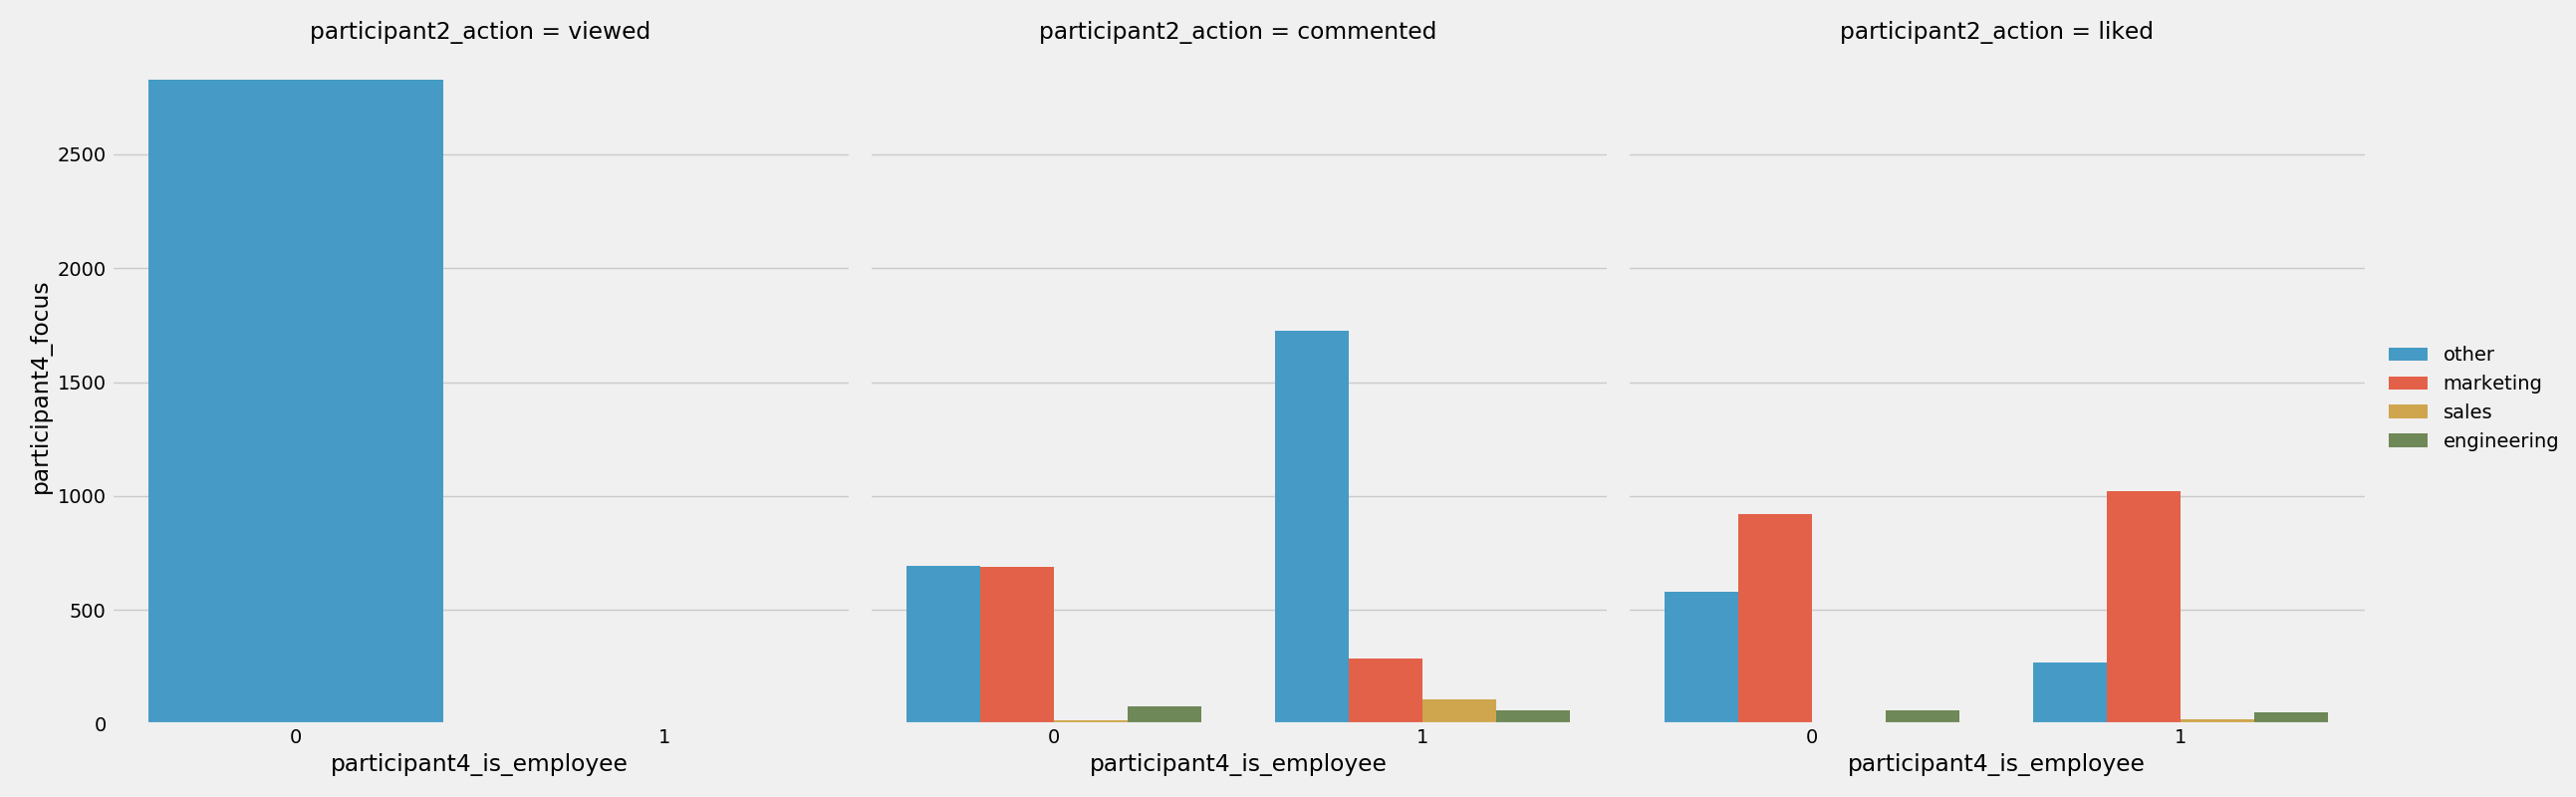 participant2_action = viewed
participant2_action = commented
participant2_action = liked
participant4_focus
2500
2000
1500
1000
500
0
0
1
participant4_is_employee
0
1
participant4_is_employee
0
1
participant4_is_employee
other
marketing
sales
engineering